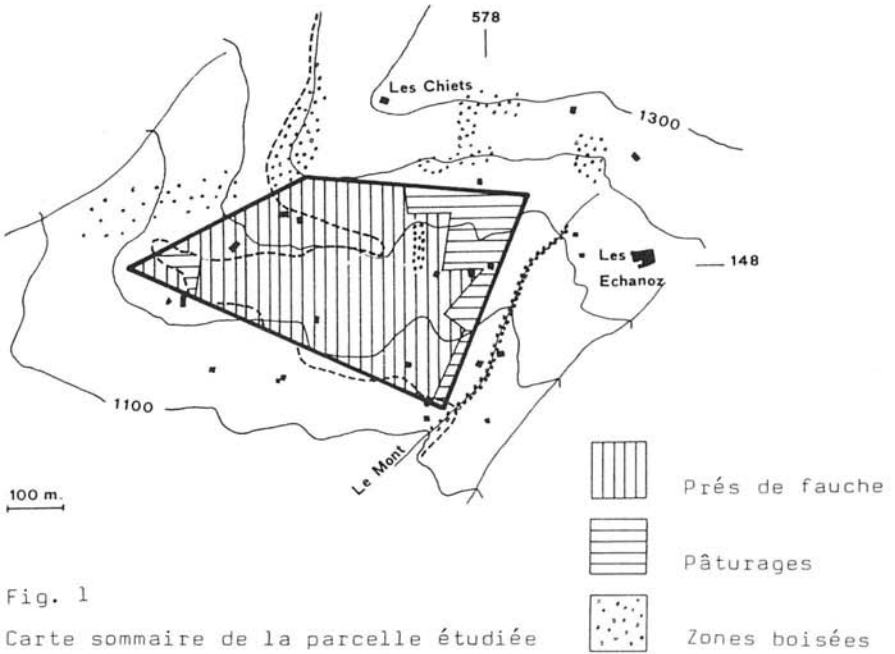 578
Les Chiets
1300
Les
Echanoz
148
1100
Le Mont
100 m.
Prés de fauche
Pâturages
Zones boisées
Fig. 1
Carte sommaire de la parcelle étudiée